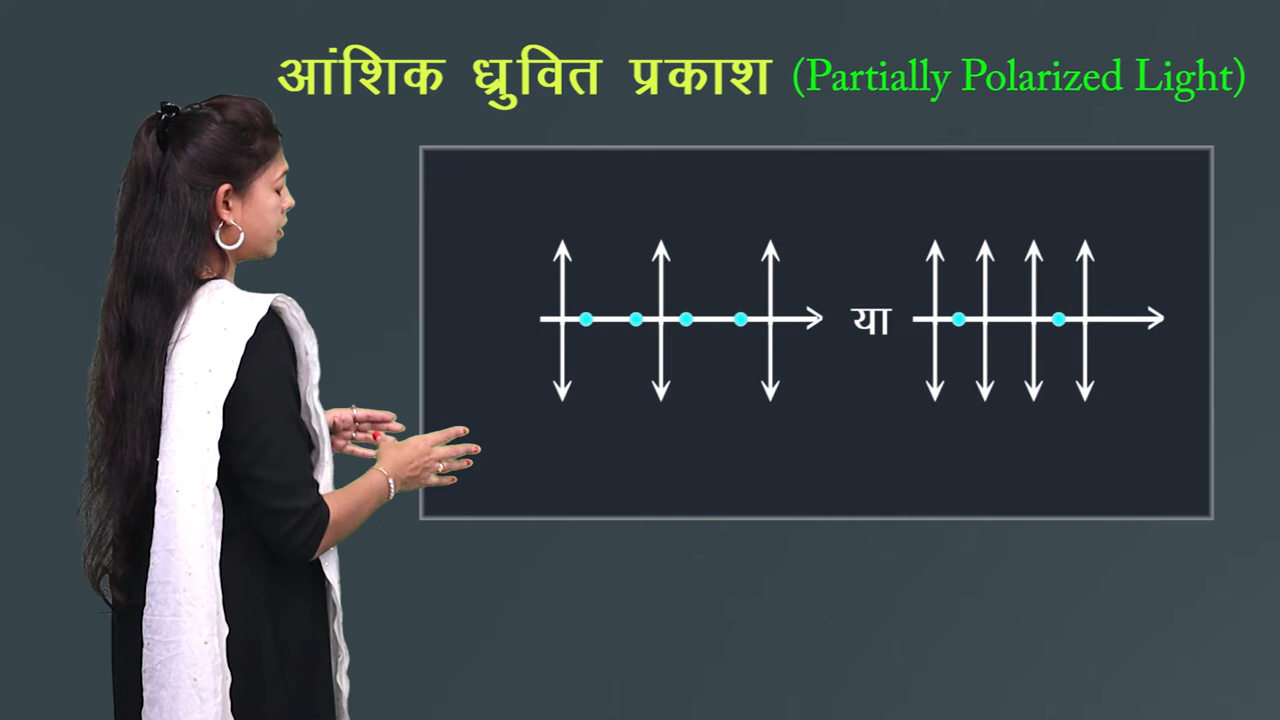 आंशिक ध्रुवित प्रकाश (Partially Polarized Light)
या